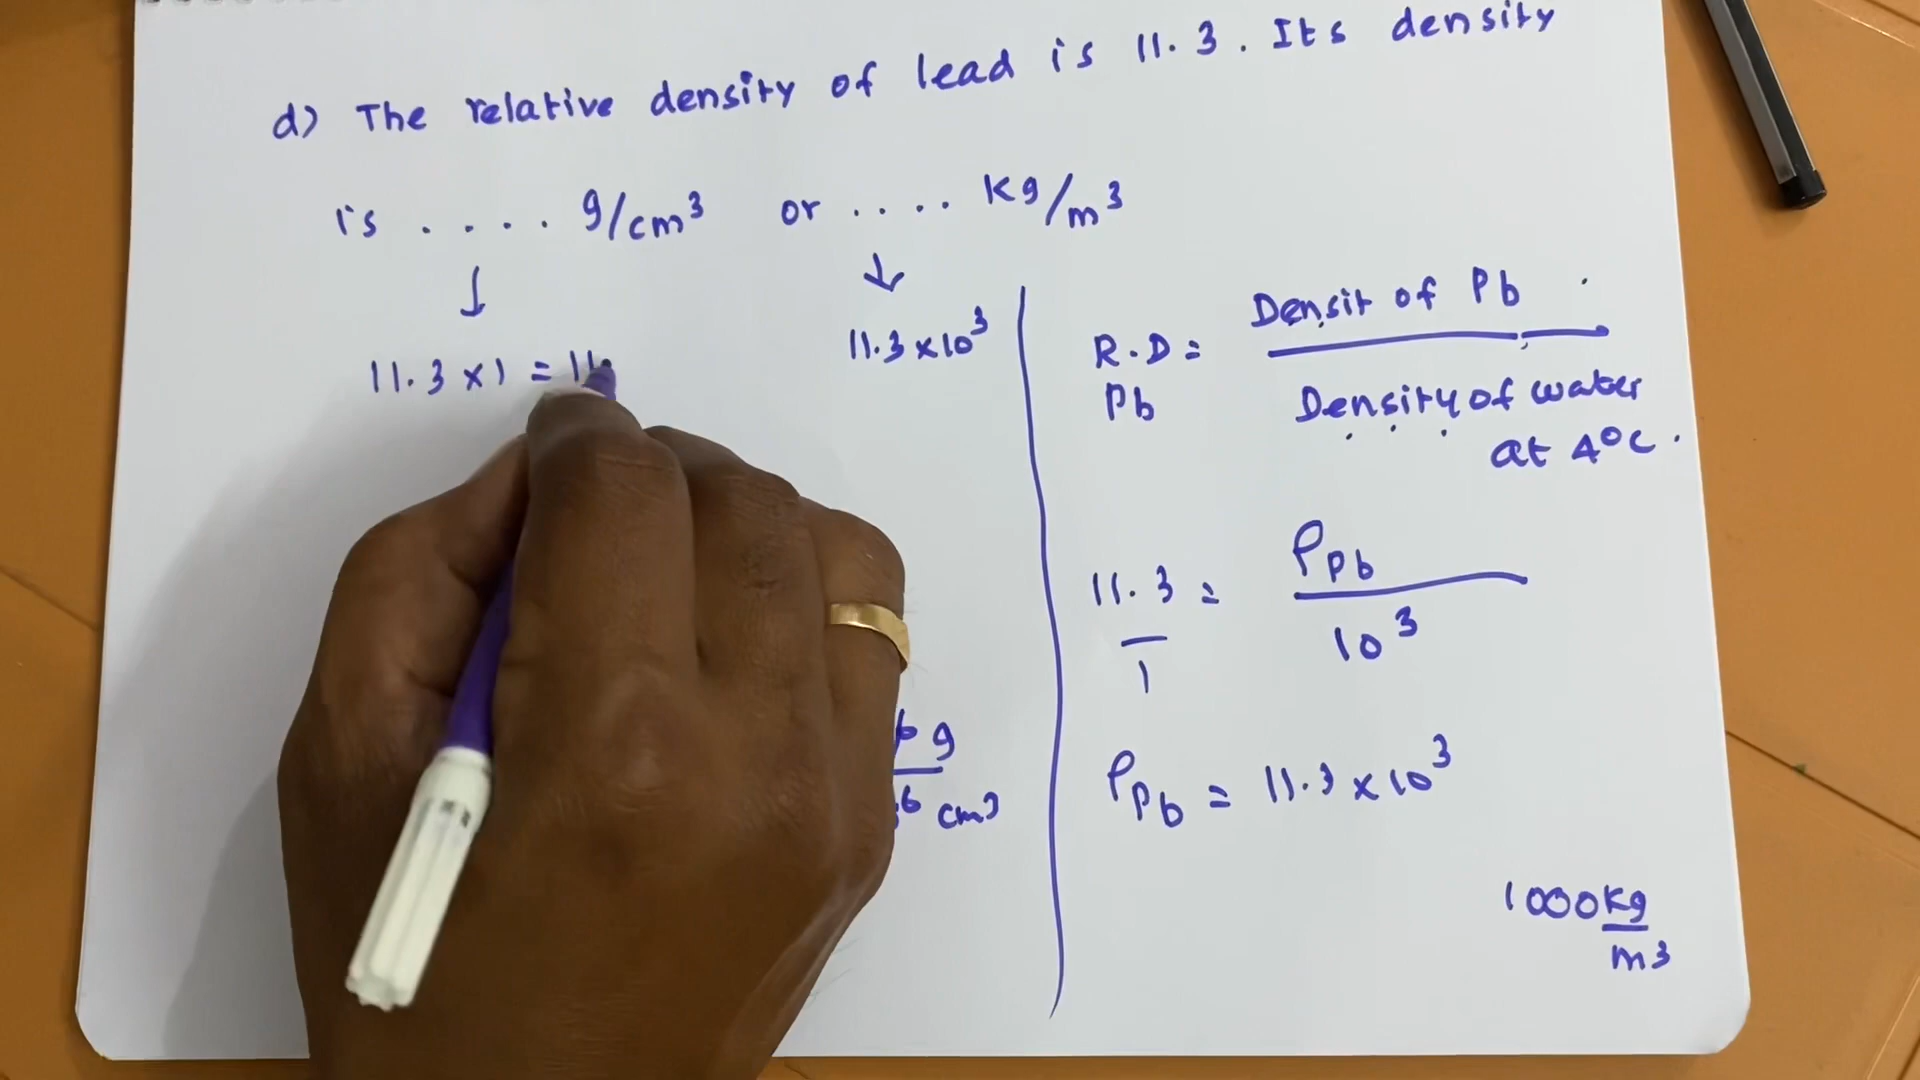 d) The relative density of lead is 11.3. Its density
is .... g/cm³ or .... kg/m³
↓ ↓
11.3 × 1 = 11.
11.3 × 10³
R.D = Densit of Pb
Pb Density of water
at 4°C.
11.3 = ρPb
1 10³
ρPb = 11.3 × 10³
g
cm³
1000 kg
m³